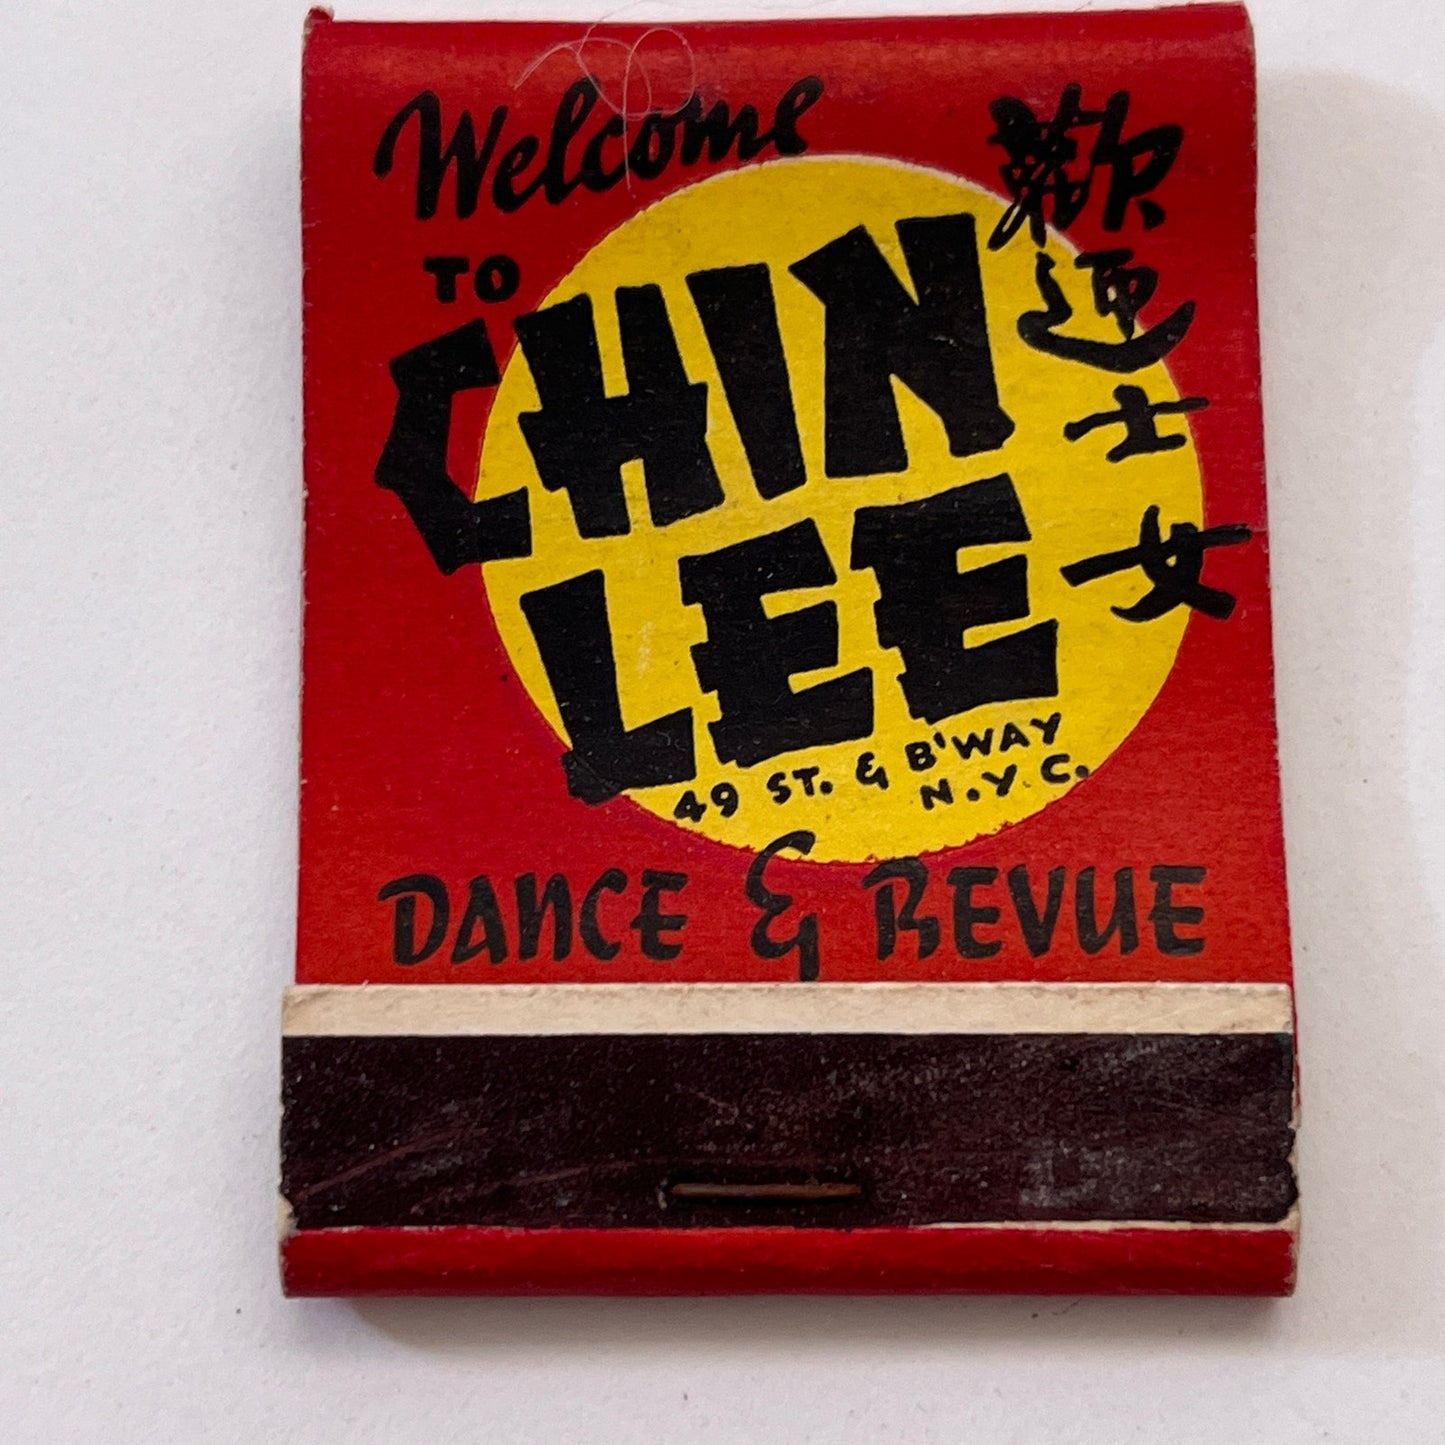 Welcome
TO
CHIN
LEE
49 ST. & B'WAY
N.Y.C.
DANCE & REVUE
歡迎士女